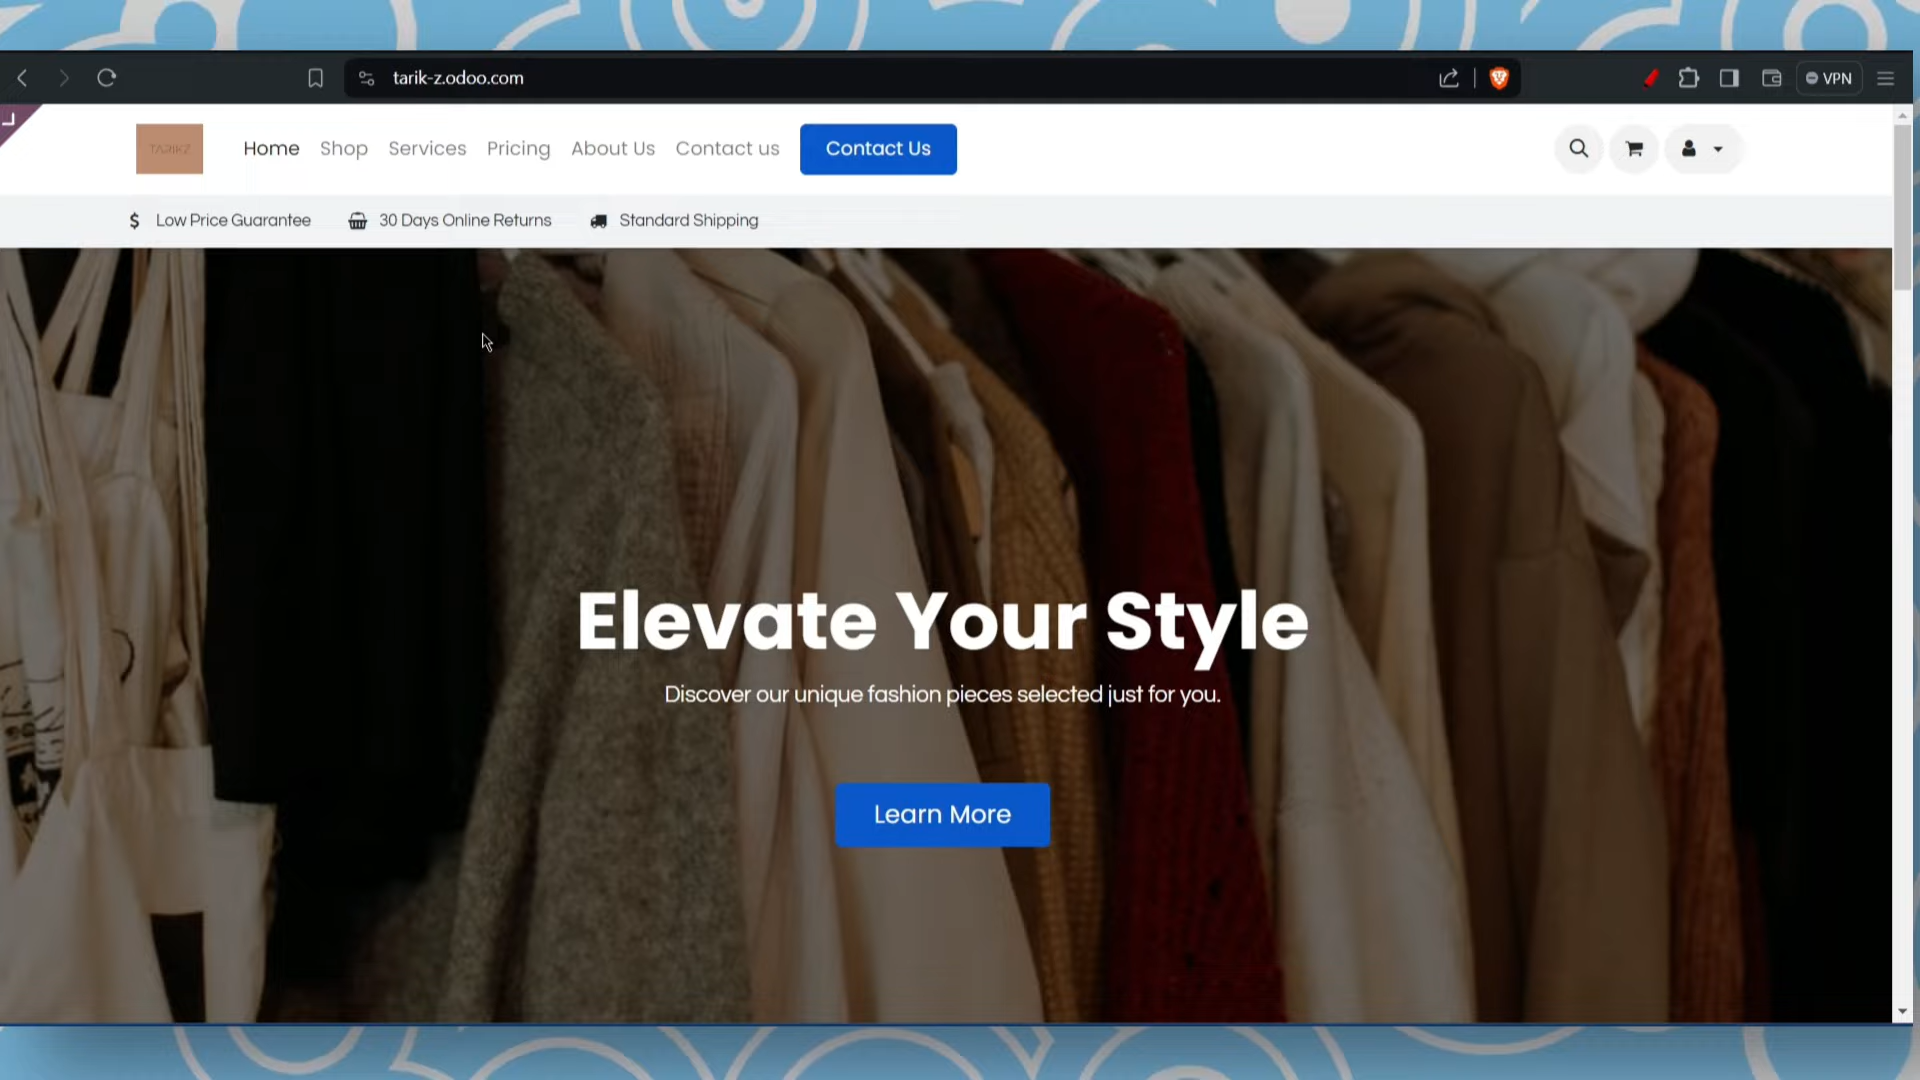 tarik-z.odoo.com
VPN
TARIKZ
Home Shop Services Pricing About Us Contact us Contact Us
Low Price Guarantee 30 Days Online Returns Standard Shipping
Elevate Your Style
Discover our unique fashion pieces selected just for you.
Learn More